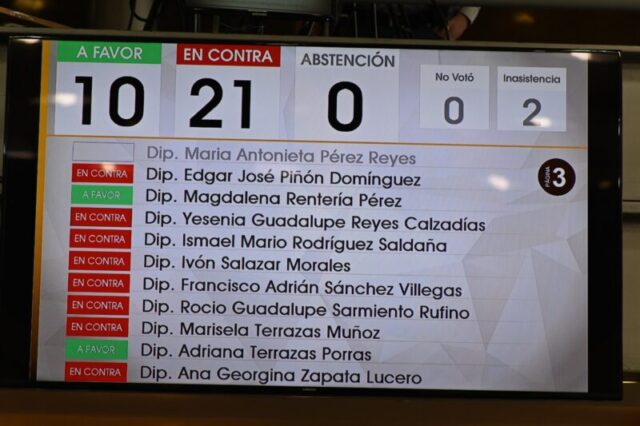 A FAVOR
10
EN CONTRA
21
ABSTENCIÓN
0
No Votó
0
Inasistencia
2
Dip. Maria Antonieta Pérez Reyes
EN CONTRA Dip. Edgar José Piñón Domínguez
A FAVOR Dip. Magdalena Rentería Pérez
EN CONTRA Dip. Yesenia Guadalupe Reyes Calzadías
EN CONTRA Dip. Ismael Mario Rodríguez Saldaña
EN CONTRA Dip. Ivón Salazar Morales
EN CONTRA Dip. Francisco Adrián Sánchez Villegas
EN CONTRA Dip. Rocio Guadalupe Sarmiento Rufino
EN CONTRA Dip. Marisela Terrazas Muñoz
A FAVOR Dip. Adriana Terrazas Porras
EN CONTRA Dip. Ana Georgina Zapata Lucero
PÁGINA 3